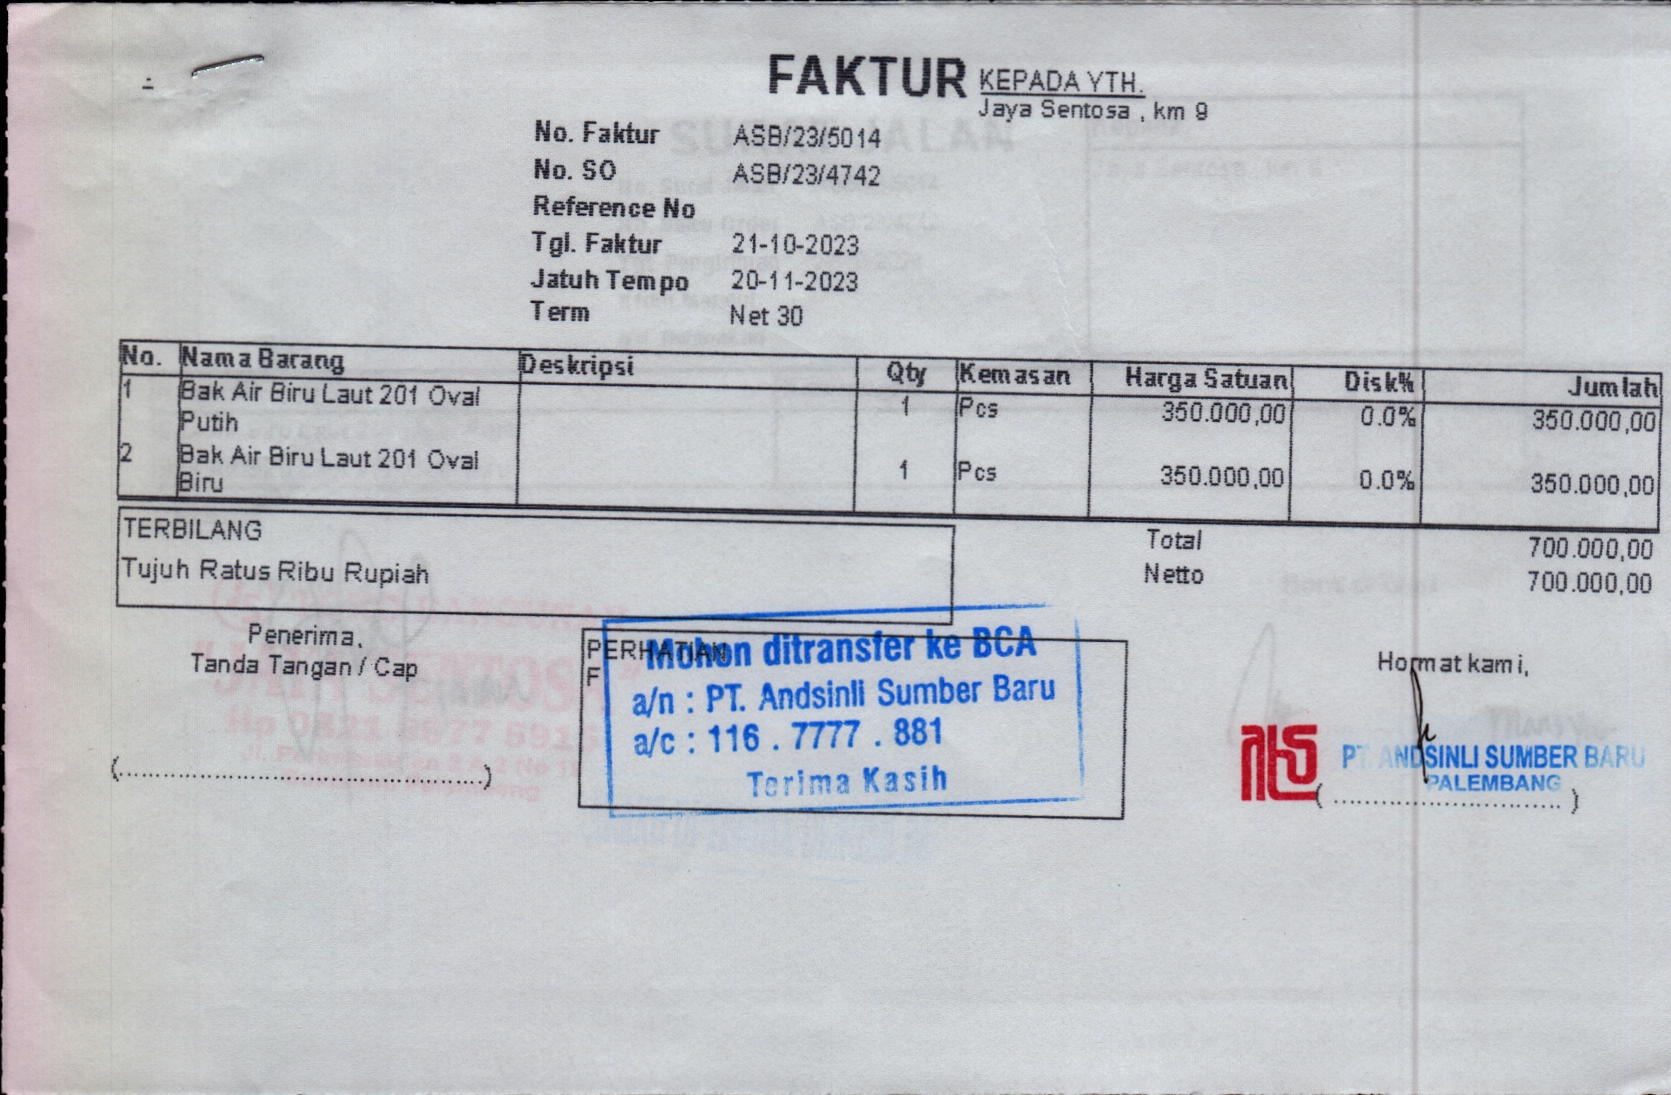 FAKTUR
KEPADA YTH.
Jaya Sentosa , km 9
No. Faktur ASB/23/5014
No. SO ASB/23/4742
Reference No
Tgl. Faktur 21-10-2023
Jatuh Tempo 20-11-2023
Term Net 30
No. Nama Barang Deskripsi Qty Kemasan Harga Satuan Disk% Jumlah
1 Bak Air Biru Laut 201 Oval 1 Pcs 350.000,00 0.0% 350.000,00
Putih
2 Bak Air Biru Laut 201 Oval 1 Pcs 350.000,00 0.0% 350.000,00
Biru
TERBILANG
Tujuh Ratus Ribu Rupiah
Total 700.000,00
Netto 700.000,00
Penerima,
Tanda Tangan / Cap
(........................................................)
PERHATIAN
F
Mohon ditransfer ke BCA
a/n : PT. Andsinli Sumber Baru
a/c : 116 . 7777 . 881
Terima Kasih
Hormat kami,
PT. ANDSINLI SUMBER BARU
PALEMBANG
( .................................. )